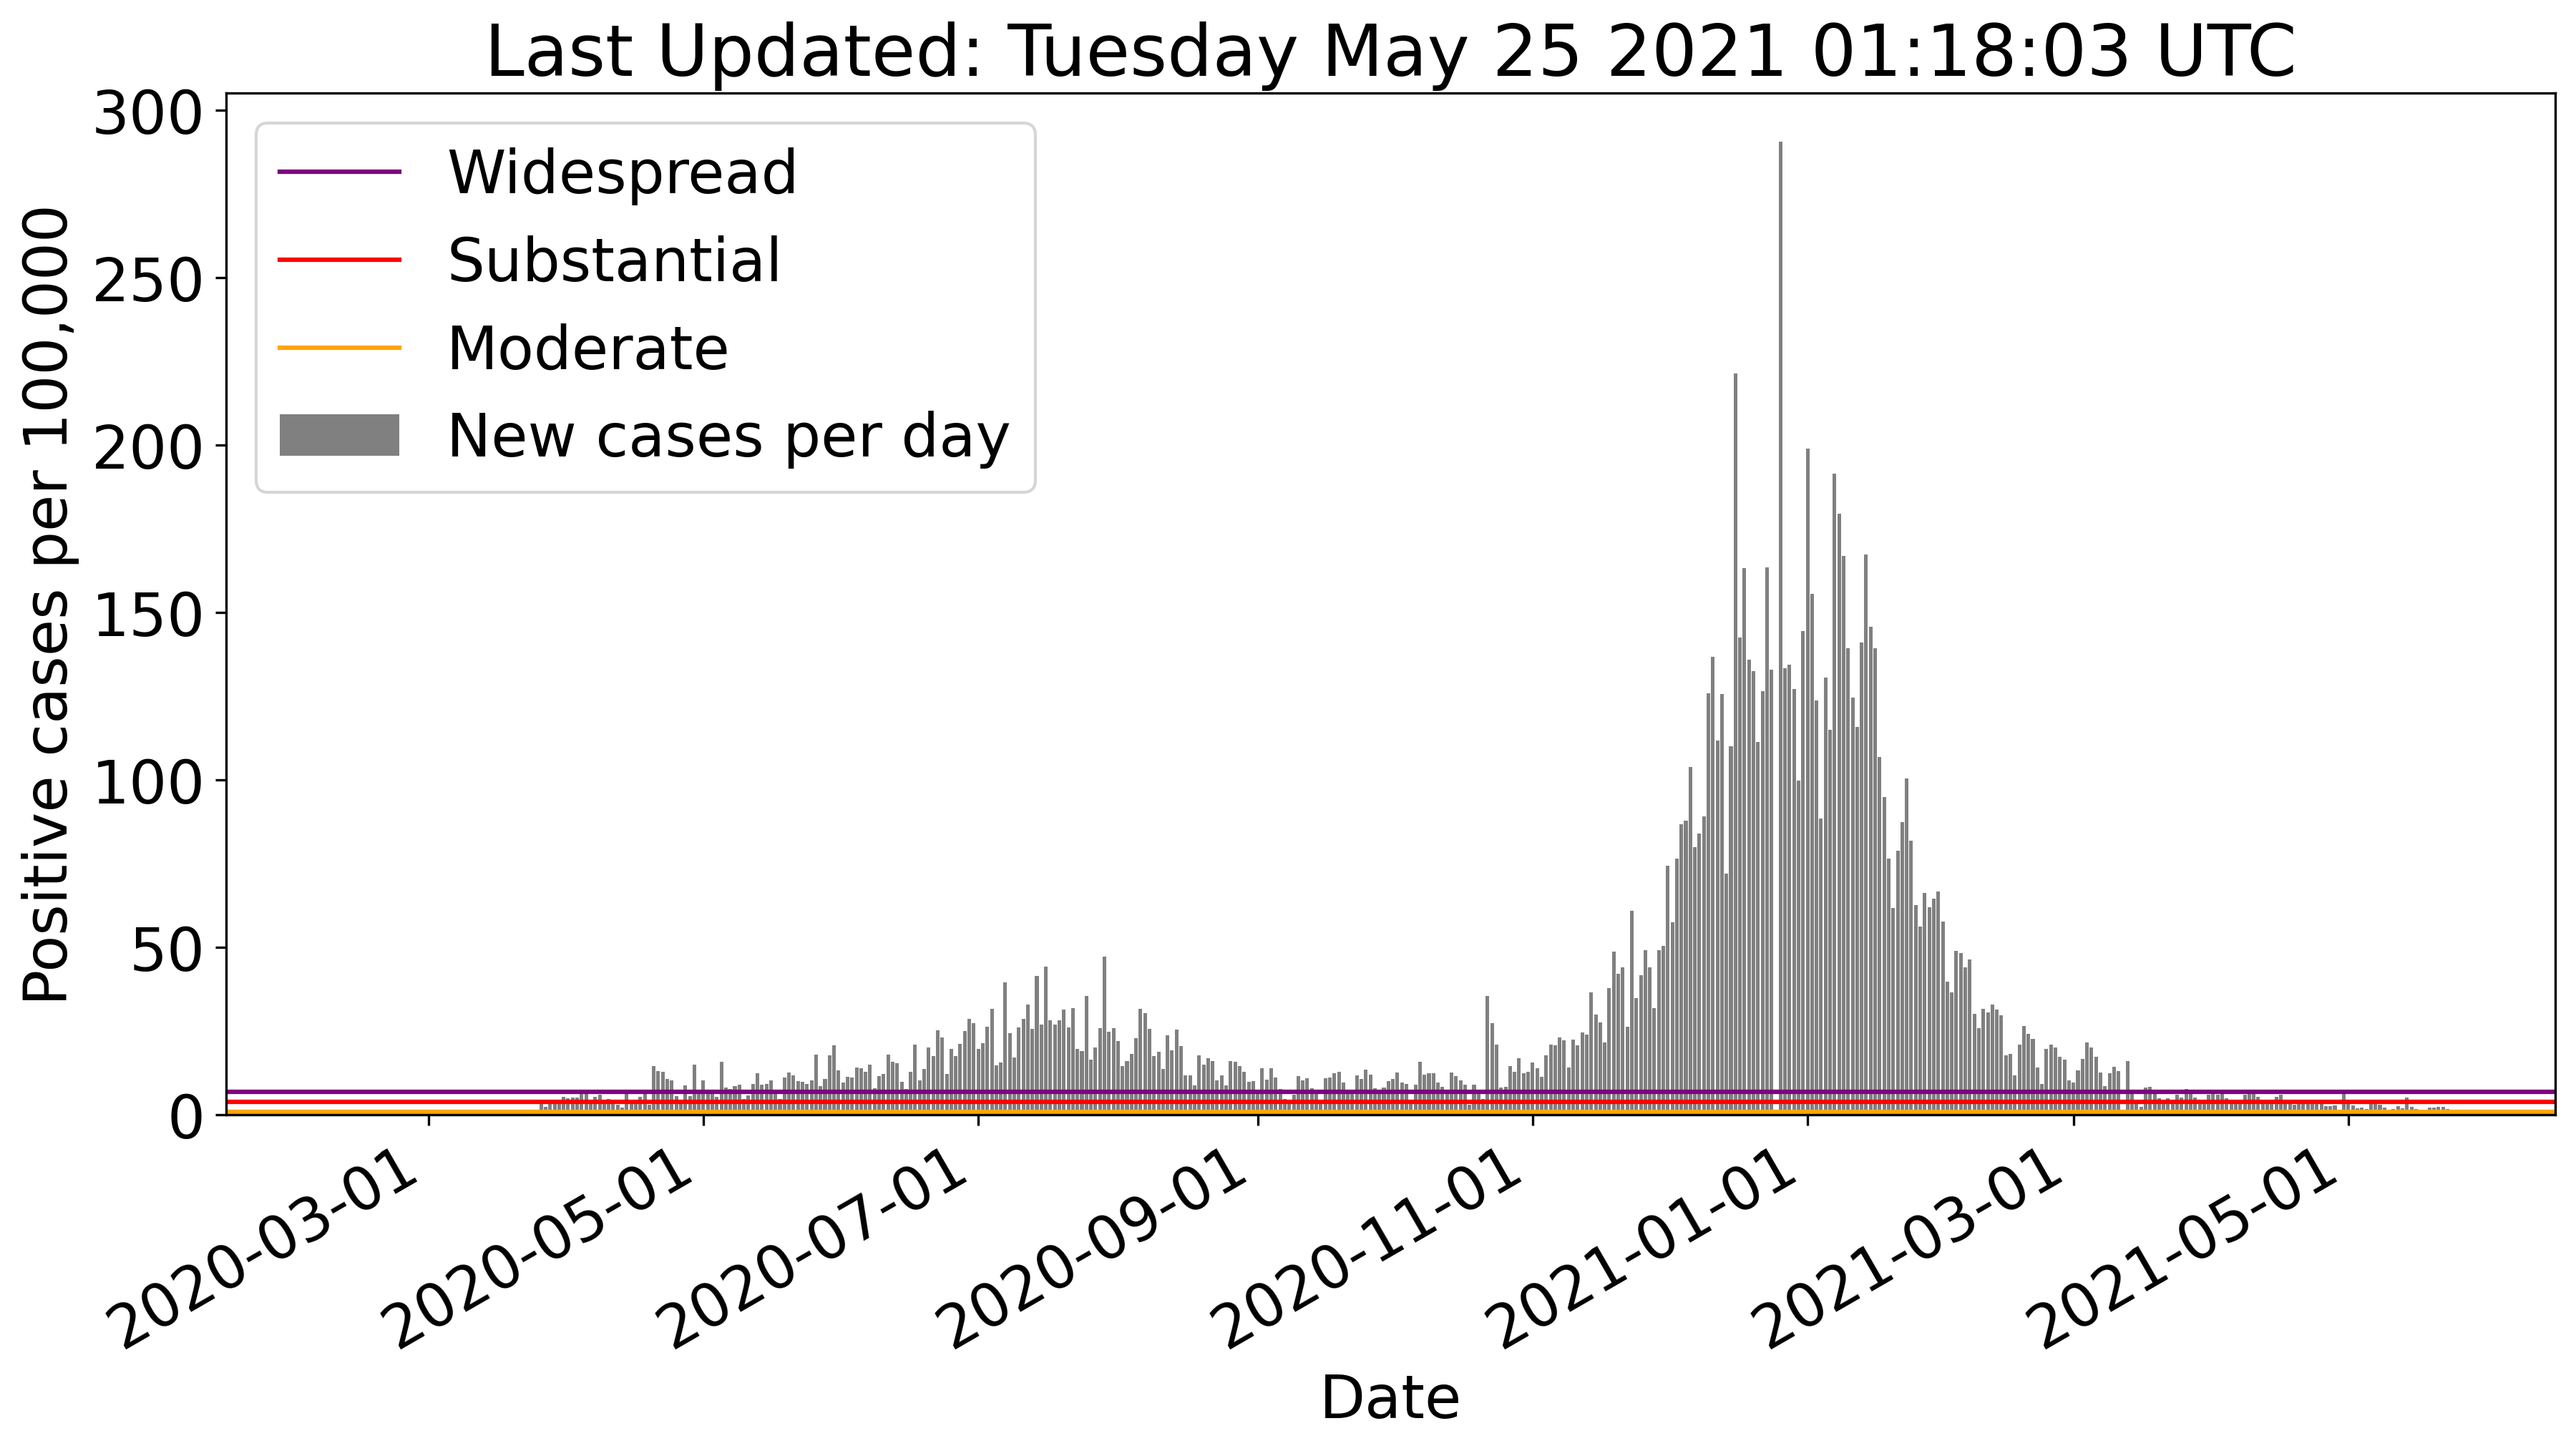 Last Updated: Tuesday May 25 2021 01:18:03 UTC
300
250
200
150
100
50
0
Positive cases per 100,000
Widespread
Substantial
Moderate
New cases per day
2020-03-01
2020-05-01
2020-07-01
2020-09-01
2020-11-01
2021-01-01
2021-03-01
2021-05-01
Date